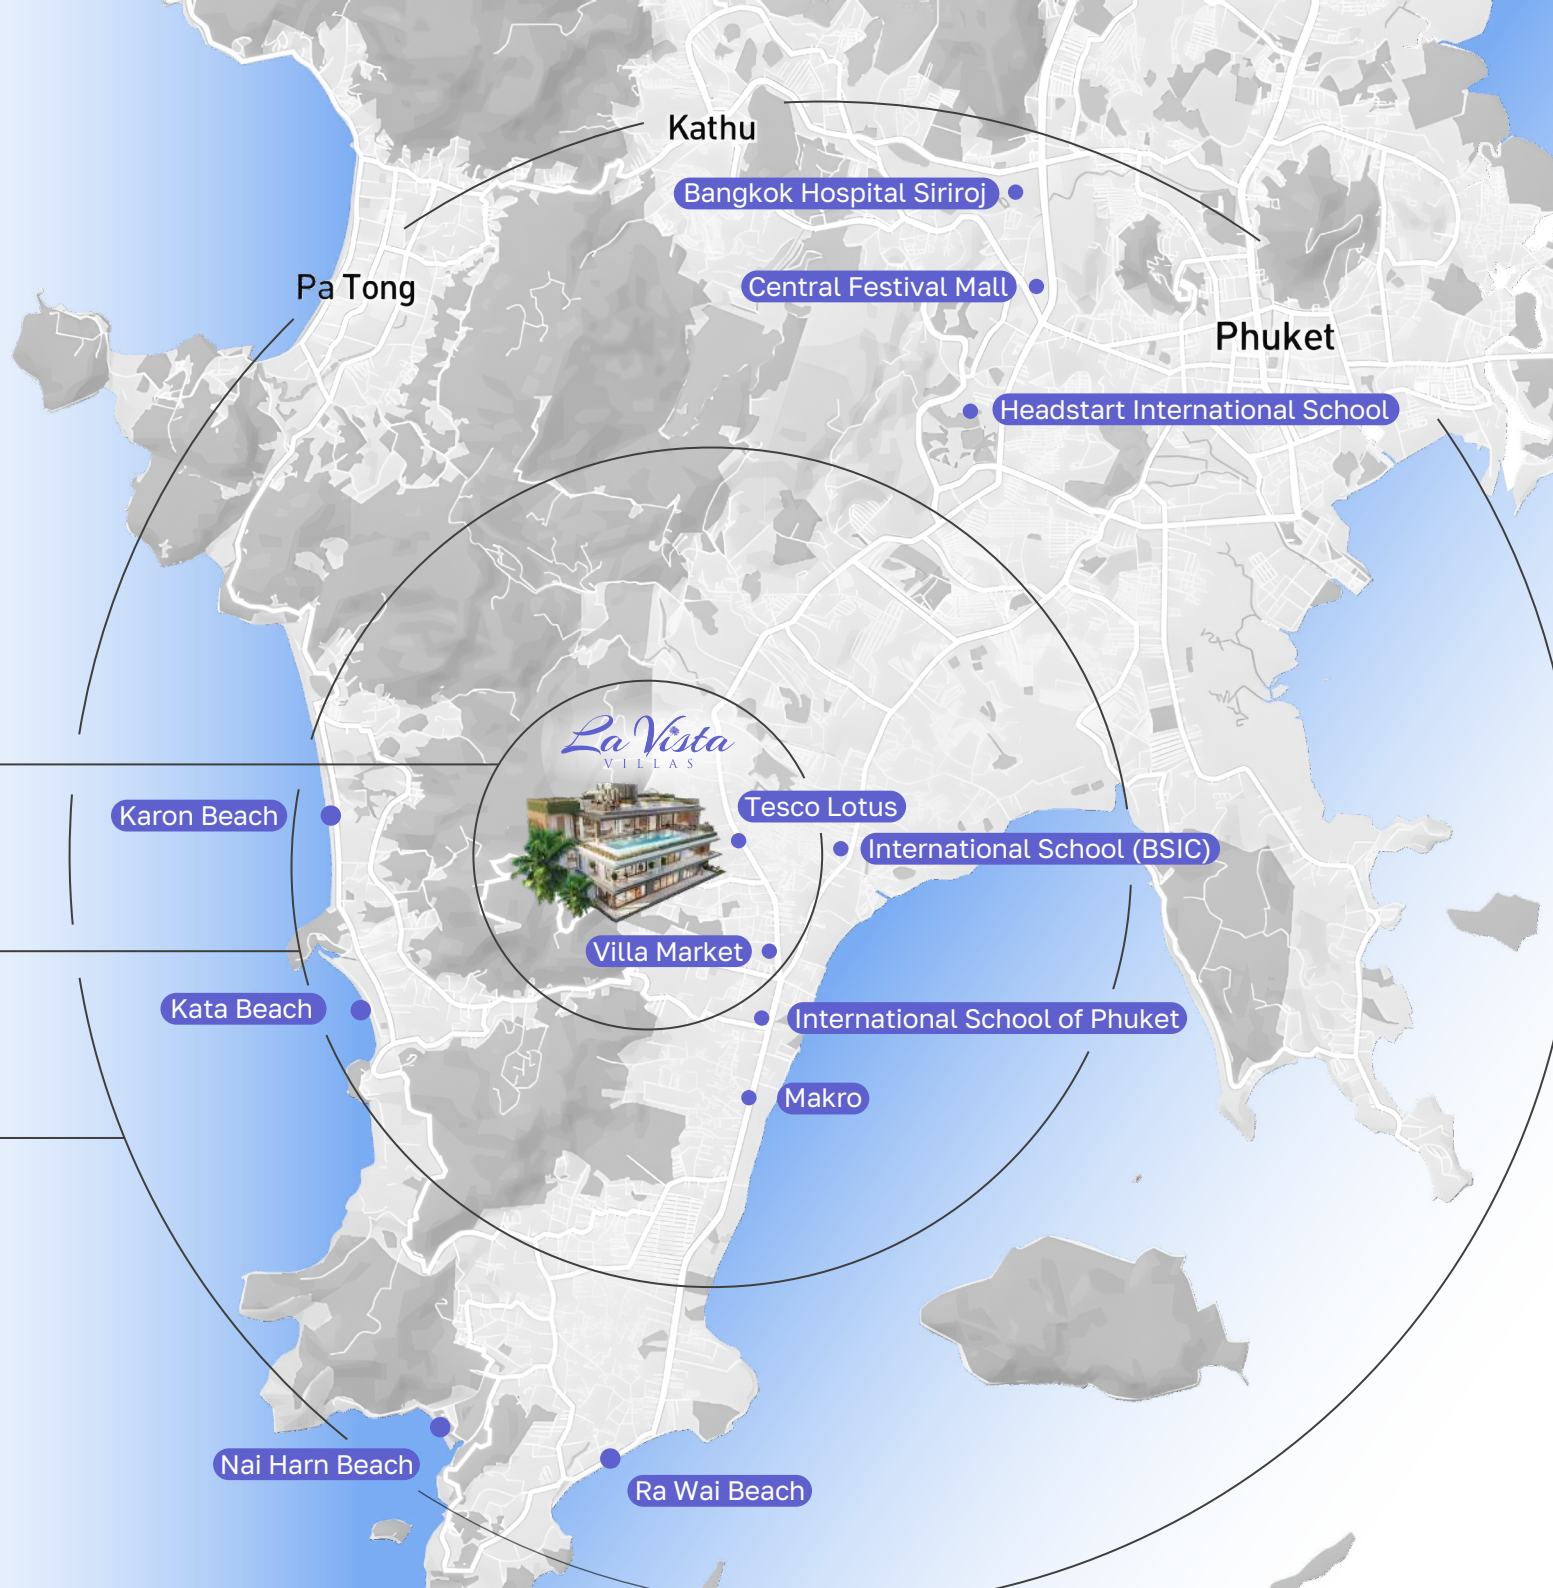 Kathu
Bangkok Hospital Siriroj
Pa Tong
Central Festival Mall
Phuket
Headstart International School
La Vista
VILLAS
Karon Beach
Tesco Lotus
International School (BSIC)
Villa Market
Kata Beach
International School of Phuket
Makro
Nai Harn Beach
Ra Wai Beach